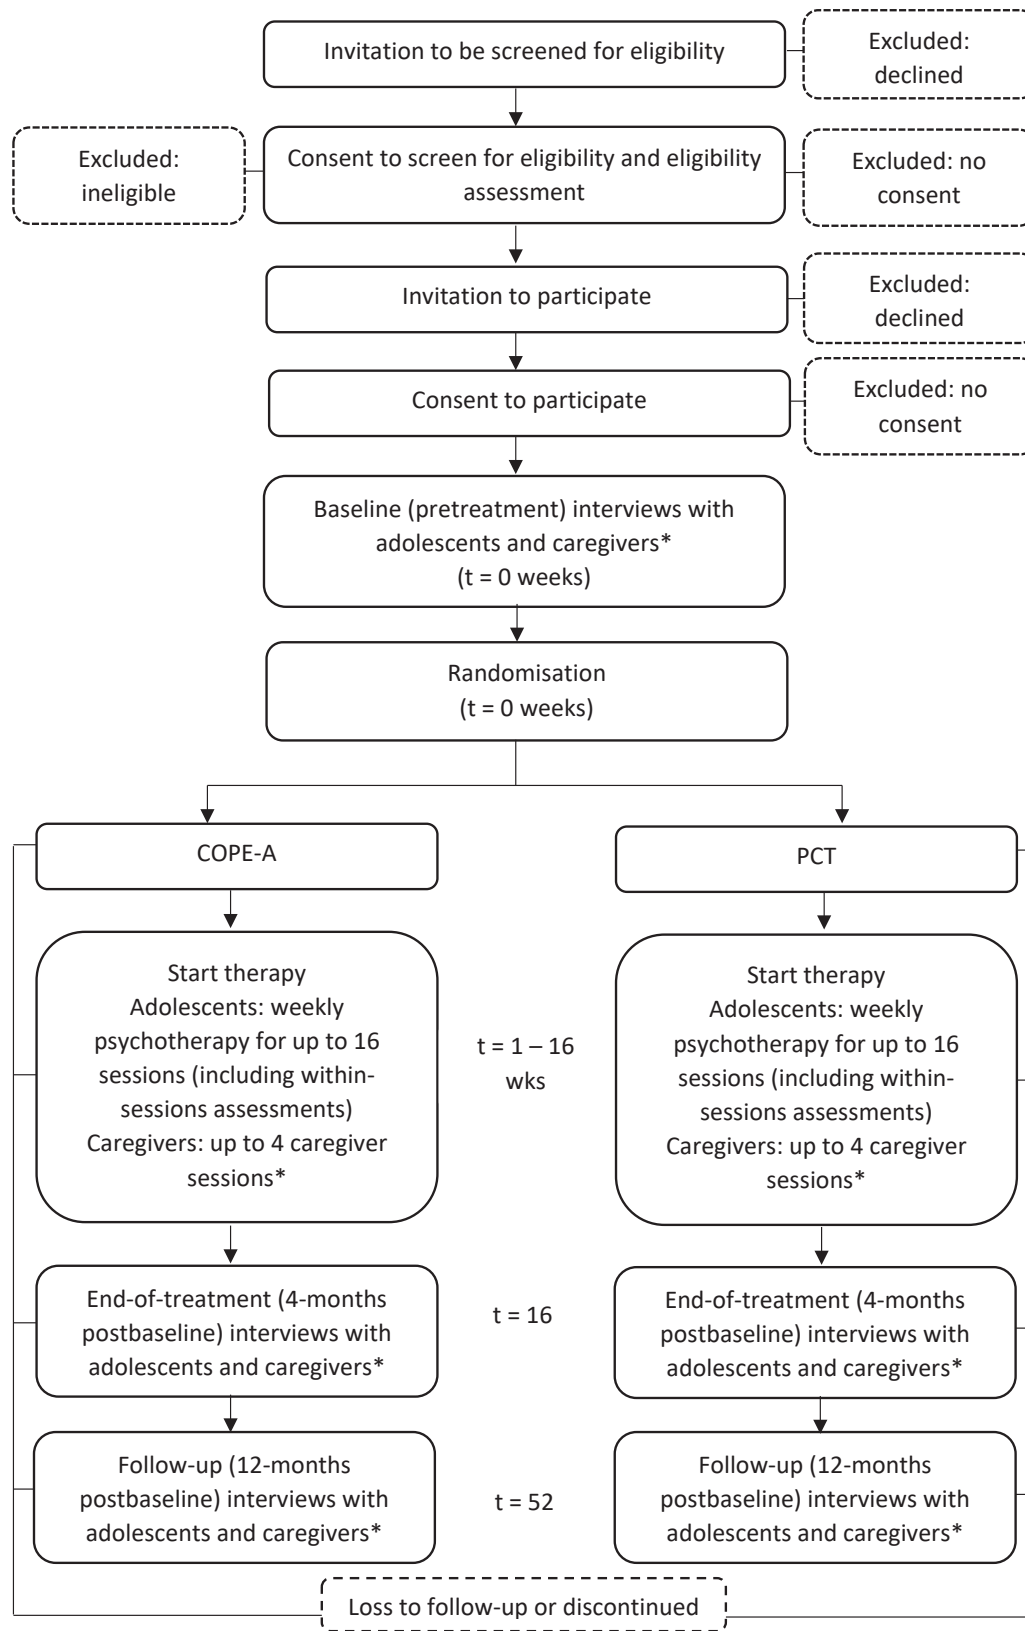 Invitation to be screened for eligibility
Excluded:
declined
Excluded:
ineligible
Consent to screen for eligibility and eligibility
assessment
Excluded: no
consent
Invitation to participate
Excluded:
declined
Consent to participate
Excluded: no
consent
Baseline (pretreatment) interviews with
adolescents and caregivers*
(t = 0 weeks)
Randomisation
(t = 0 weeks)
COPE-A
PCT
Start therapy
Adolescents: weekly
psychotherapy for up to 16
sessions (including within-
sessions assessments)
Caregivers: up to 4 caregiver
sessions*
t = 1 – 16
wks
Start therapy
Adolescents: weekly
psychotherapy for up to 16
sessions (including within-
sessions assessments)
Caregivers: up to 4 caregiver
sessions*
End-of-treatment (4-months
postbaseline) interviews with
adolescents and caregivers*
t = 16
End-of-treatment (4-months
postbaseline) interviews with
adolescents and caregivers*
Follow-up (12-months
postbaseline) interviews with
adolescents and caregivers*
t = 52
Follow-up (12-months
postbaseline) interviews with
adolescents and caregivers*
Loss to follow-up or discontinued